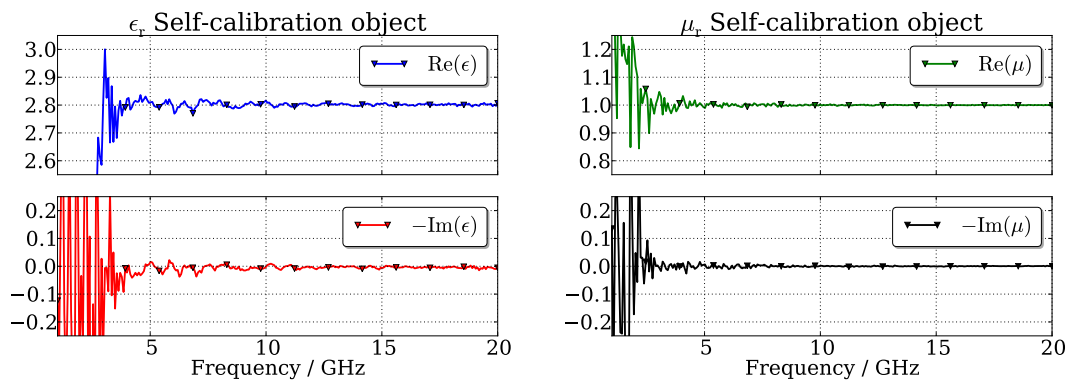 ϵr Self-calibration object
3.0
2.9
2.8
2.7
2.6
Re(ϵ)
0.2
0.1
0.0
−0.1
−0.2
−Im(ϵ)
5 10 15 20
Frequency / GHz
μr Self-calibration object
1.2
1.1
1.0
0.9
0.8
Re(μ)
0.2
0.1
0.0
−0.1
−0.2
−Im(μ)
5 10 15 20
Frequency / GHz